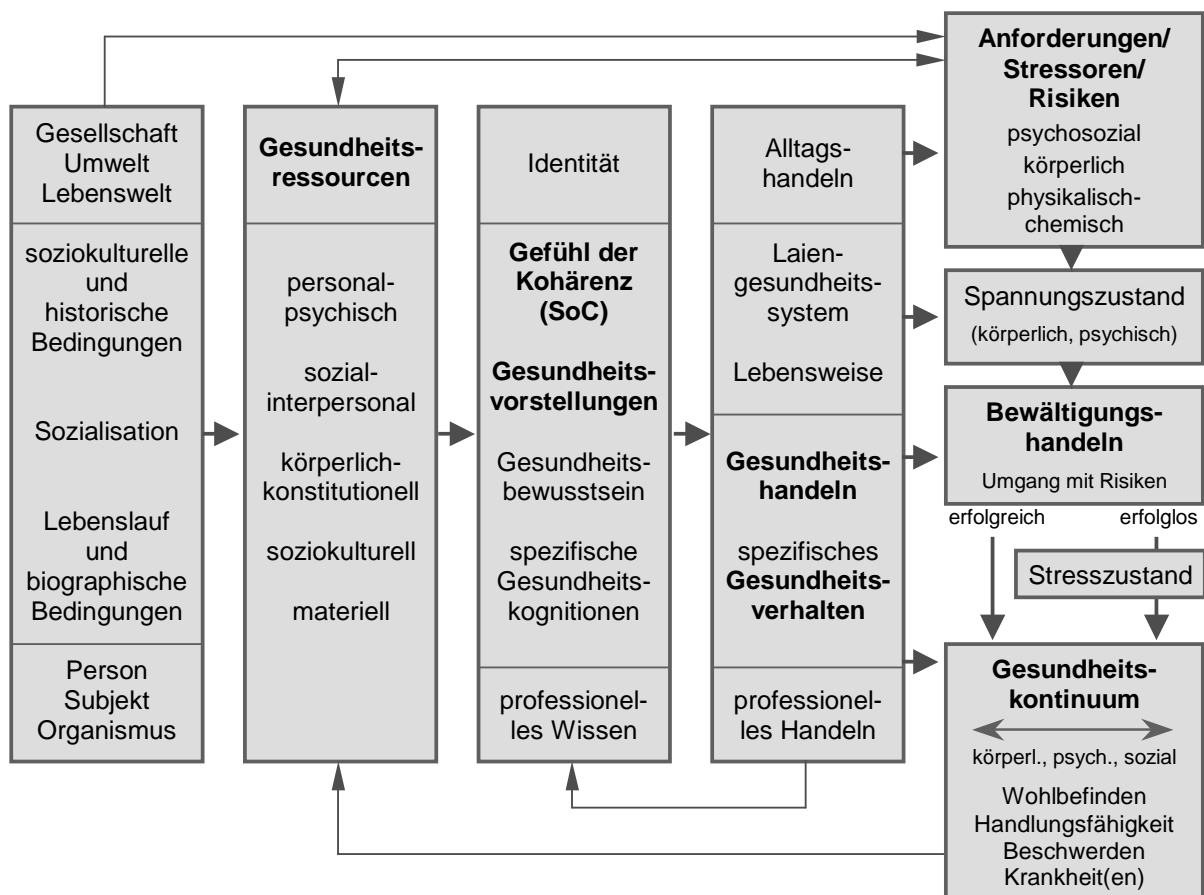 Gesellschaft
Umwelt
Lebenswelt
soziokulturelle
und
historische
Bedingungen
Sozialisation
Lebenslauf
und
biographische
Bedingungen
Person
Subjekt
Organismus
Gesundheits-
ressourcen
personal-
psychisch
sozial-
interpersonal
körperlich-
konstitutionell
soziokulturell
materiell
Identität
Gefühl der
Kohärenz
(SoC)
Gesundheits-
vorstellungen
Gesundheits-
bewusstsein
spezifische
Gesundheits-
kognitionen
professionel-
les Wissen
Alltags-
handeln
Laien-
gesundheits-
system
Lebensweise
Gesundheits-
handeln
spezifisches
Gesundheits-
verhalten
professionel-
les Handeln
Anforderungen/
Stressoren/
Risiken
psychosozial
körperlich
physikalisch-
chemisch
Spannungszustand
(körperlich, psychisch)
Bewältigungs-
handeln
Umgang mit Risiken
erfolgreich
erfolglos
Stresszustand
Gesundheits-
kontinuum
körperl., psych., sozial
Wohlbefinden
Handlungsfähigkeit
Beschwerden
Krankheit(en)